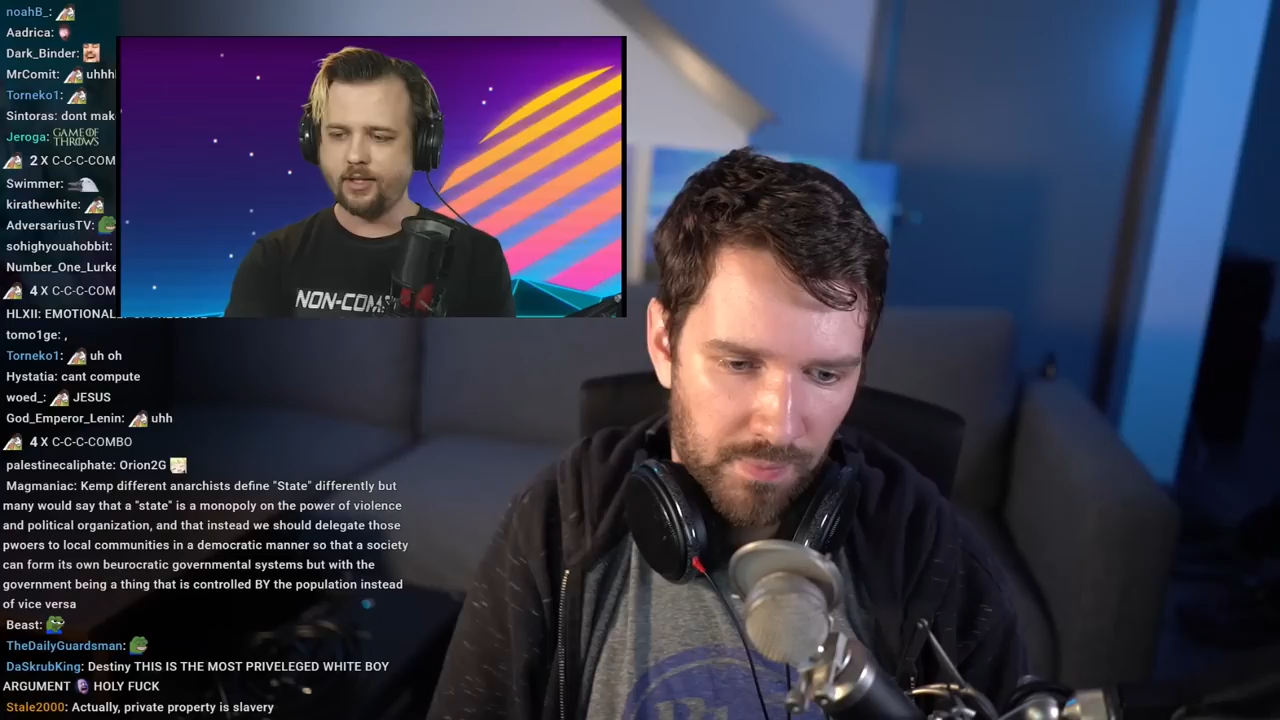 noahB_:
Aadrica:
Dark_Binder:
MrComit: uhhh
Torneko1:
Sintoras: dont mak
Jeroga: GAME OF THROWS
2 X C-C-C-COM
Swimmer:
kirathewhite:
AdversariusTV:
sohighyouahobbit:
Number_One_Lurke
4 X C-C-C-COM
HLXII: EMOTIONAL
tomo1ge: ,
Torneko1: uh oh
Hystatia: cant compute
woed_: JESUS
God_Emperor_Lenin: uhh
4 X C-C-C-COMBO
palestinecaliphate: Orion2G
Magmaniac: Kemp different anarchists define "State" differently but
many would say that a "state" is a monopoly on the power of violence
and political organization, and that instead we should delegate those
pwoers to local communities in a democratic manner so that a society
can form its own beurocratic governmental systems but with the
government being a thing that is controlled BY the population instead
of vice versa
Beast:
TheDailyGuardsman:
DaSkrubKing: Destiny THIS IS THE MOST PRIVELEGED WHITE BOY
ARGUMENT HOLY FUCK
Stale2000: Actually, private property is slavery
NON-COM